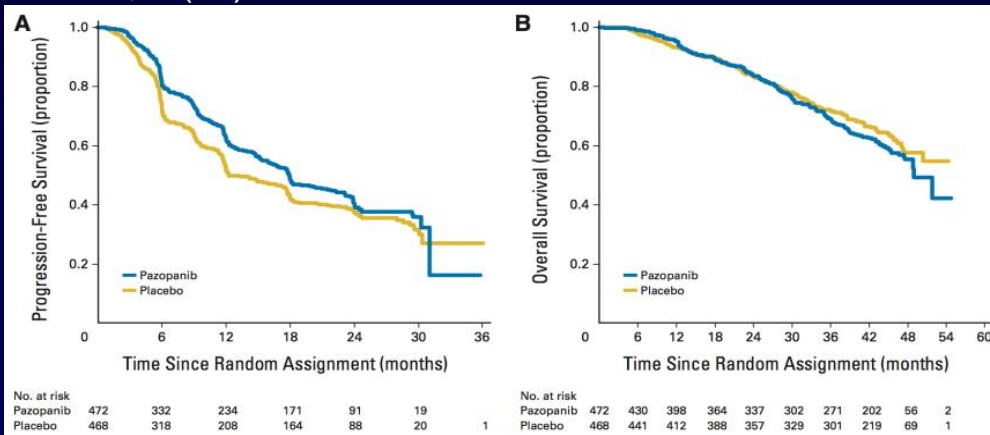 A
1.0
0.8
0.6
0.4
0.2
0
6
12
18
24
30
36
Progression-Free Survival (proportion)
Pazopanib
Placebo
Time Since Random Assignment (months)
No. at risk
Pazopanib 472 332 234 171 91 19
Placebo 468 318 208 164 88 20 1
B
1.0
0.8
0.6
0.4
0.2
0
6
12
18
24
30
36
42
48
54
60
Overall Survival (proportion)
Pazopanib
Placebo
Time Since Random Assignment (months)
No. at risk
Pazopanib 472 430 398 364 337 302 271 202 56 2
Placebo 468 441 412 388 357 329 301 219 69 1